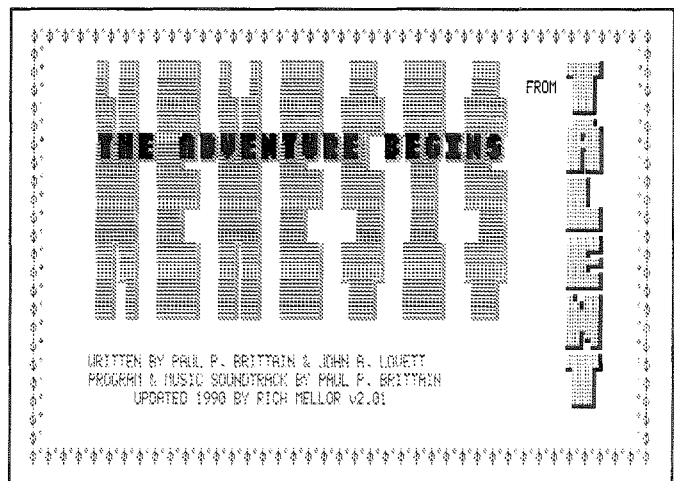 FROM TALENT
THE ADVENTURE BEGINS
WRITTEN BY PAUL P. BRITTAIN & JOHN A. LOVETT
PROGRAM & MUSIC SOUNDTRACK BY PAUL P. BRITTAIN
UPDATED 1990 BY RICH MELLOR v2.01